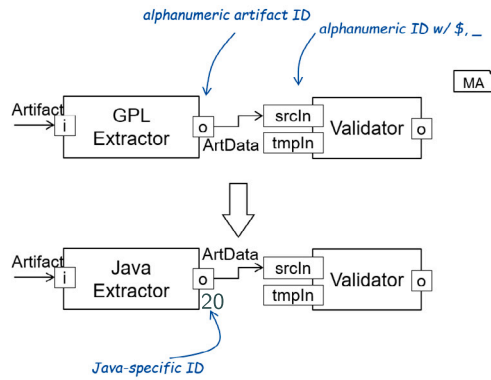 alphanumeric artifact ID
alphanumeric ID w/ $, _
MA
Artifact
i
GPL
Extractor
o
ArtData
srcIn
tmpIn
Validator
o
Artifact
i
Java
Extractor
o
20
ArtData
srcIn
tmpIn
Validator
o
Java-specific ID